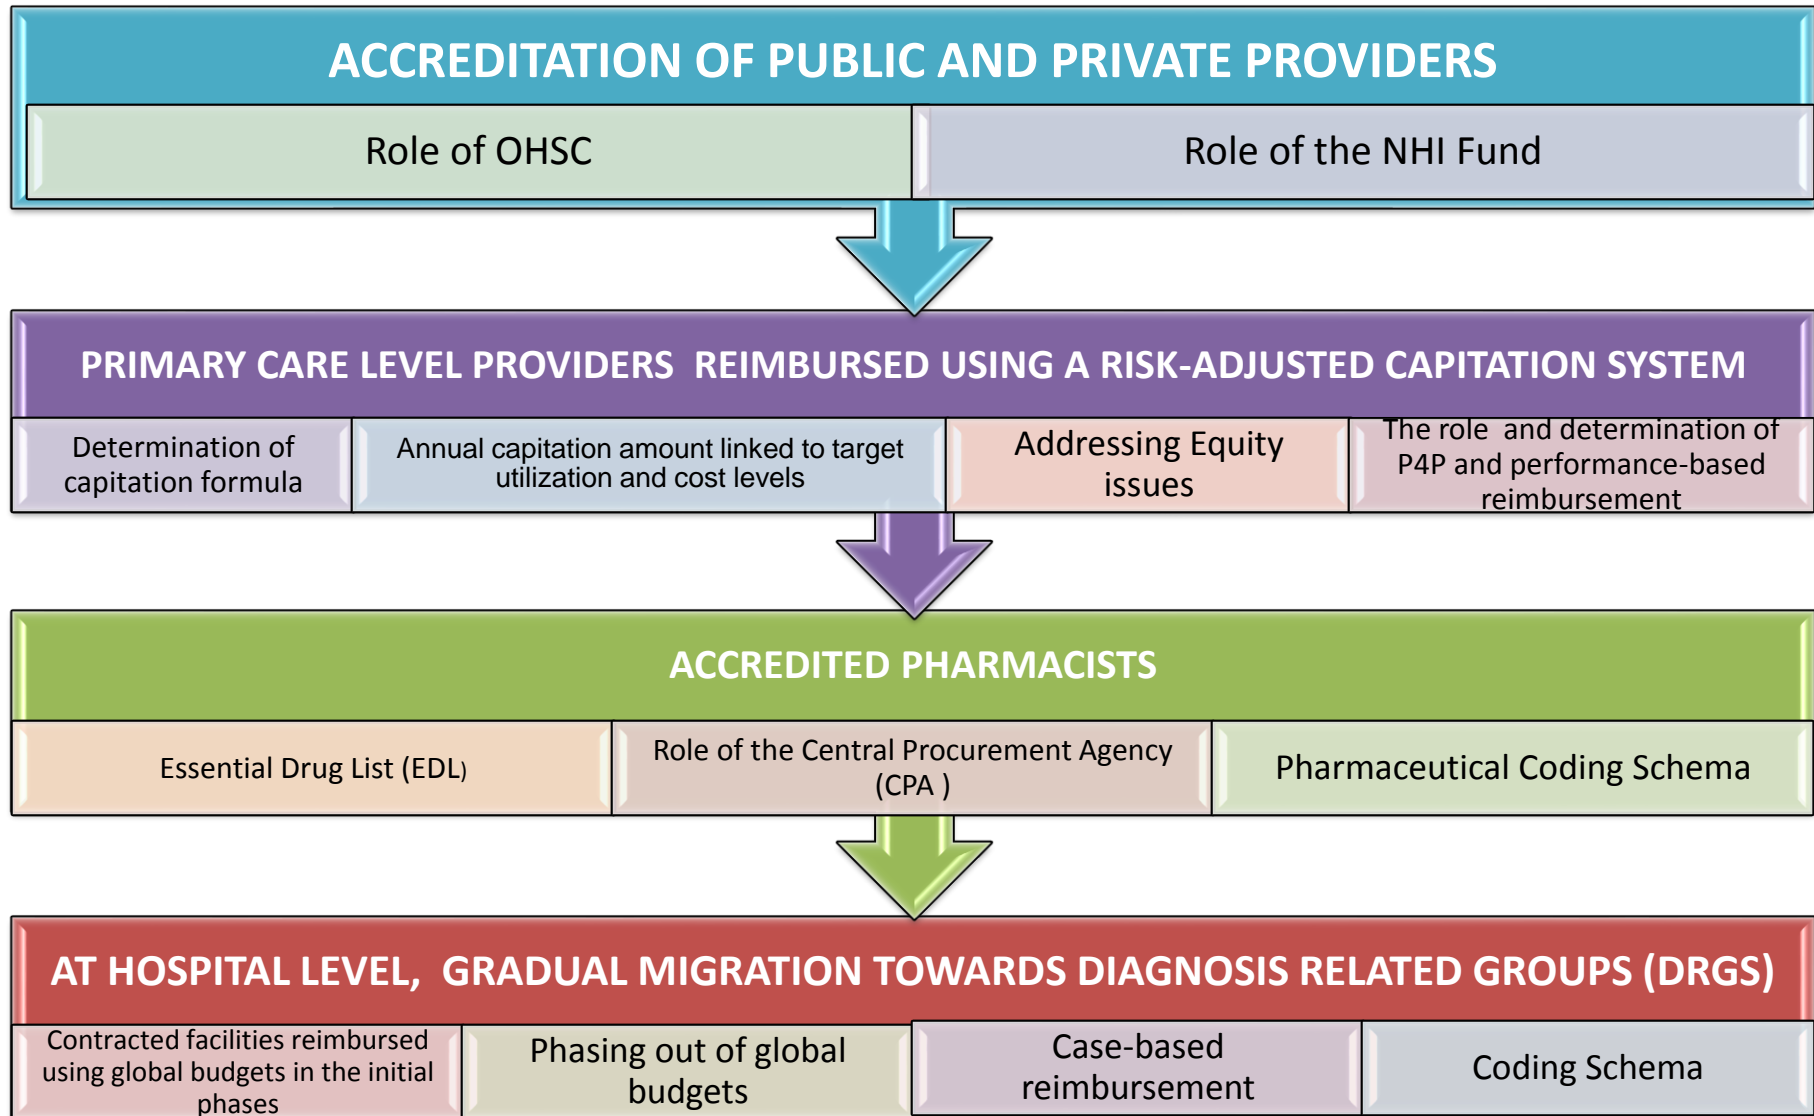 ACCREDITATION OF PUBLIC AND PRIVATE PROVIDERS
Role of OHSC
Role of the NHI Fund
PRIMARY CARE LEVEL PROVIDERS REIMBURSED USING A RISK-ADJUSTED CAPITATION SYSTEM
Determination of
capitation formula
Annual capitation amount linked to target
utilization and cost levels
Addressing Equity
issues
The role and determination of
P4P and performance-based
reimbursement
ACCREDITED PHARMACISTS
Essential Drug List (EDL)
Role of the Central Procurement Agency
(CPA )
Pharmaceutical Coding Schema
AT HOSPITAL LEVEL, GRADUAL MIGRATION TOWARDS DIAGNOSIS RELATED GROUPS (DRGS)
Contracted facilities reimbursed
using global budgets in the initial
phases
Phasing out of global
budgets
Case-based
reimbursement
Coding Schema